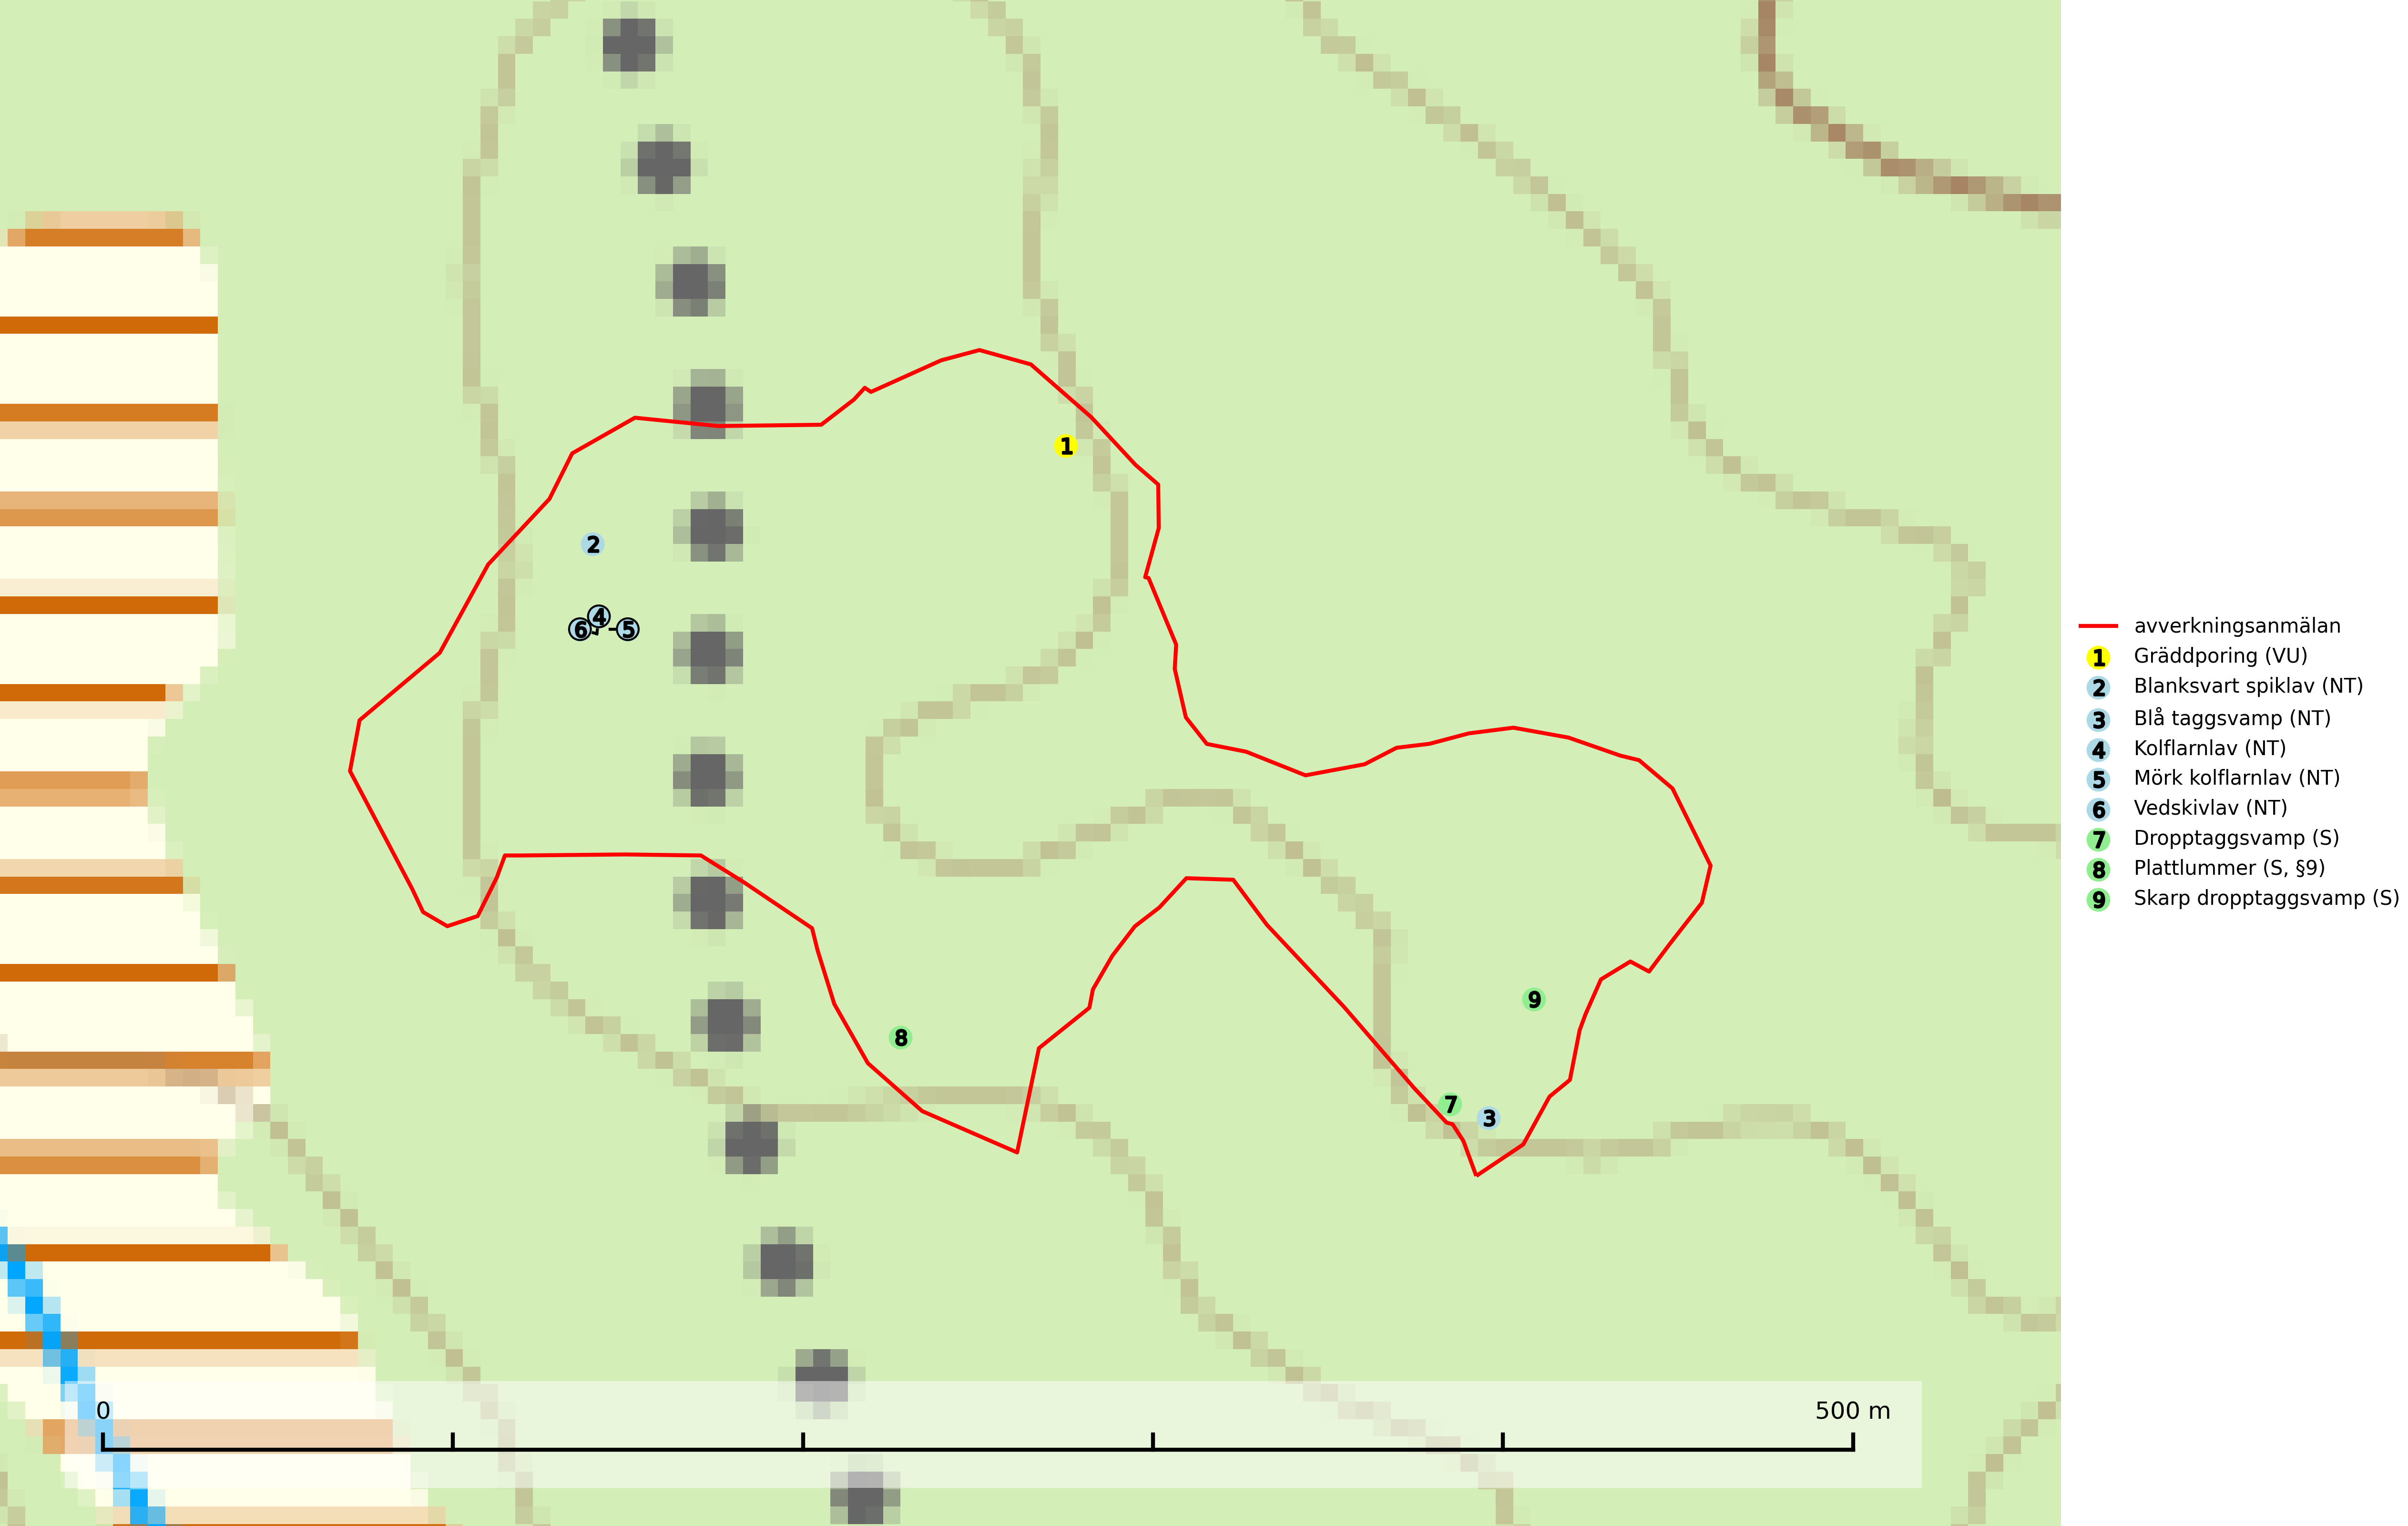 1
2
4
6
5
9
8
7
3
0
500 m
avverkningsanmälan
1 Gräddporing (VU)
2 Blanksvart spiklav (NT)
3 Blå taggsvamp (NT)
4 Kolflarnlav (NT)
5 Mörk kolflarnlav (NT)
6 Vedskivlav (NT)
7 Dropptaggsvamp (S)
8 Plattlummer (S, §9)
9 Skarp dropptaggsvamp (S)